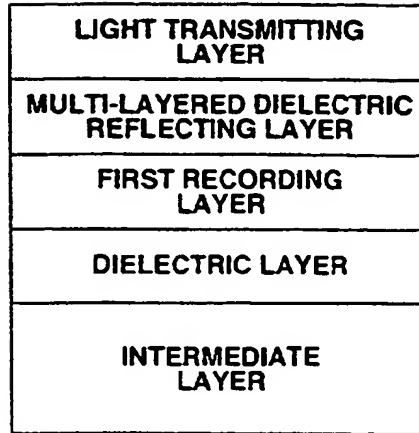 LIGHT TRANSMITTING
LAYER
MULTI-LAYERED DIELECTRIC
REFLECTING LAYER
FIRST RECORDING
LAYER
DIELECTRIC LAYER
INTERMEDIATE
LAYER